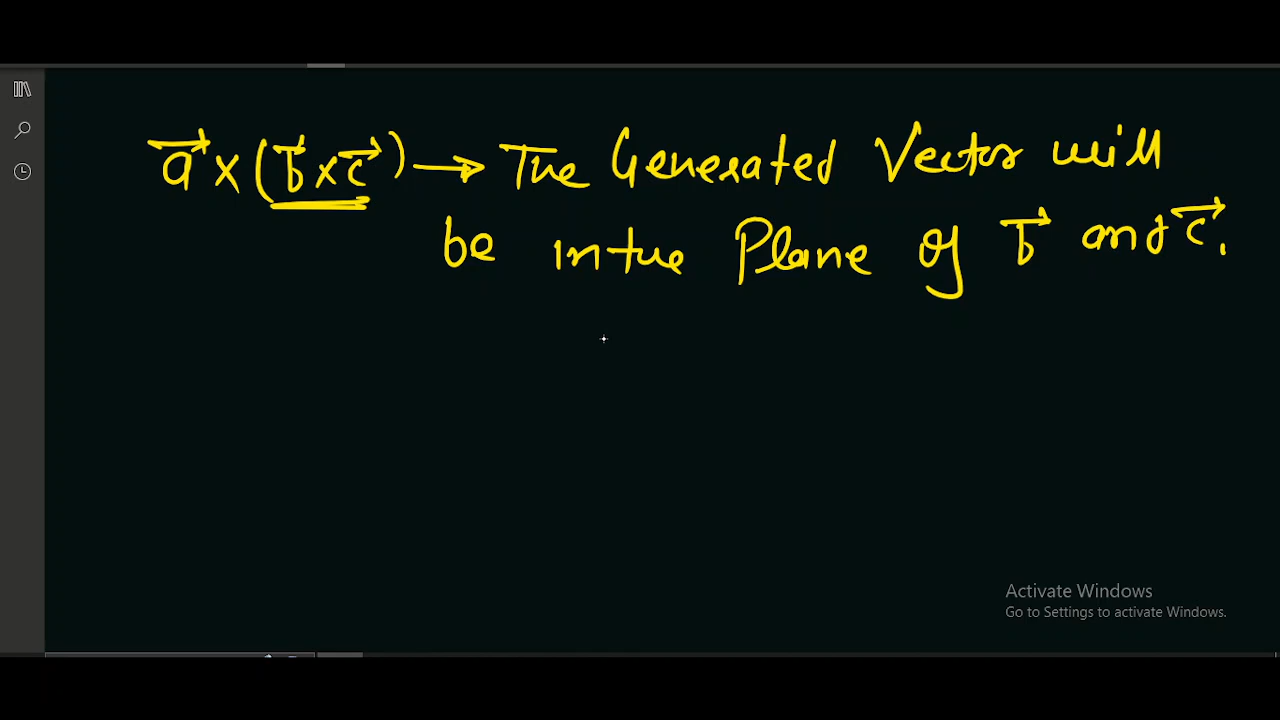 a⃗ × (b⃗ × c⃗) → The Generated Vector will
be in the Plane of b⃗ and c⃗.
Activate Windows
Go to Settings to activate Windows.